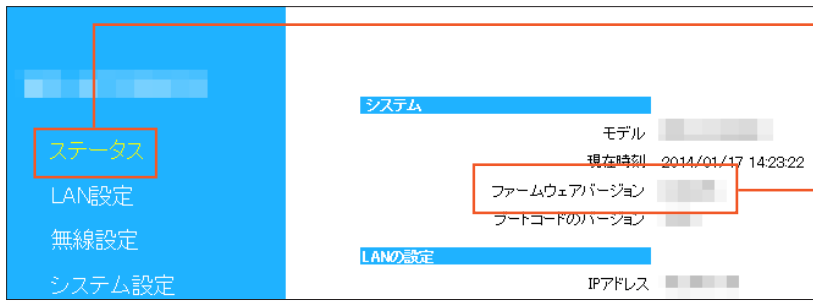 ステータス
LAN設定
無線設定
システム設定
システム
モデル
現在時刻 2014/01/17 14:23:22
ファームウェアバージョン
ブートコードのバージョン
LANの設定
IPアドレス